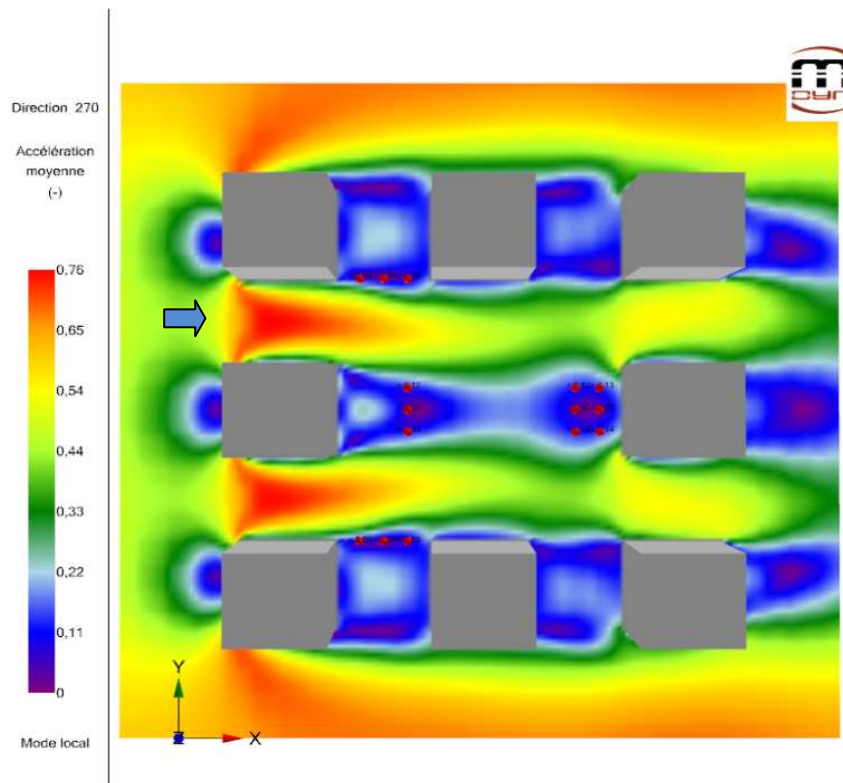 Direction 270
Accélération
moyenne
(-)
0,76
0,65
0,54
0,44
0,33
0,22
0,11
0
Mode local
Y
Z
X
m